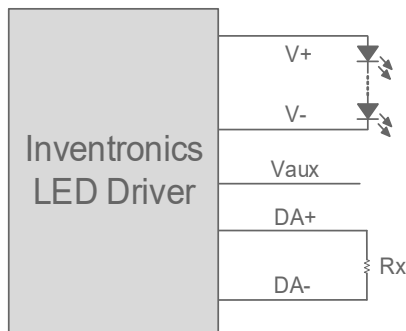 V+
V-
Inventronics
LED Driver
Vaux
DA+
Rx
DA-